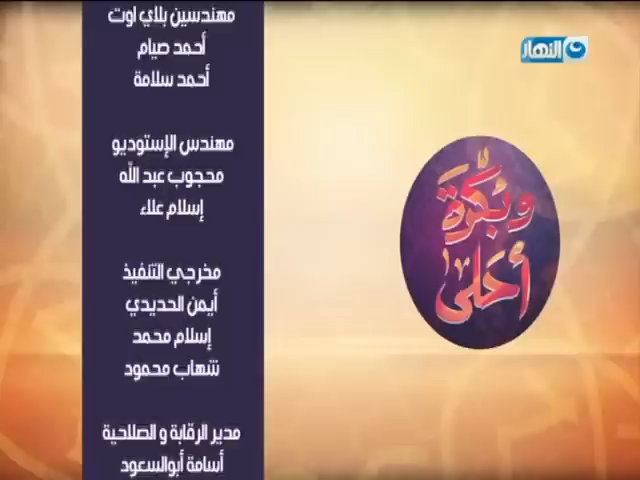 مهندسين بلاي اوت
أحمد صيام
أحمد سلامة
مهندس الإستوديو
محجوب عبد الله
إسلام علاء
مخرجي التنفيذ
أيمن الحديدي
إسلام محمد
شهاب محمود
مدير الرقابة و الصلاحية
أسامة أبوالسعود
النهار
وبكرة
أحلى